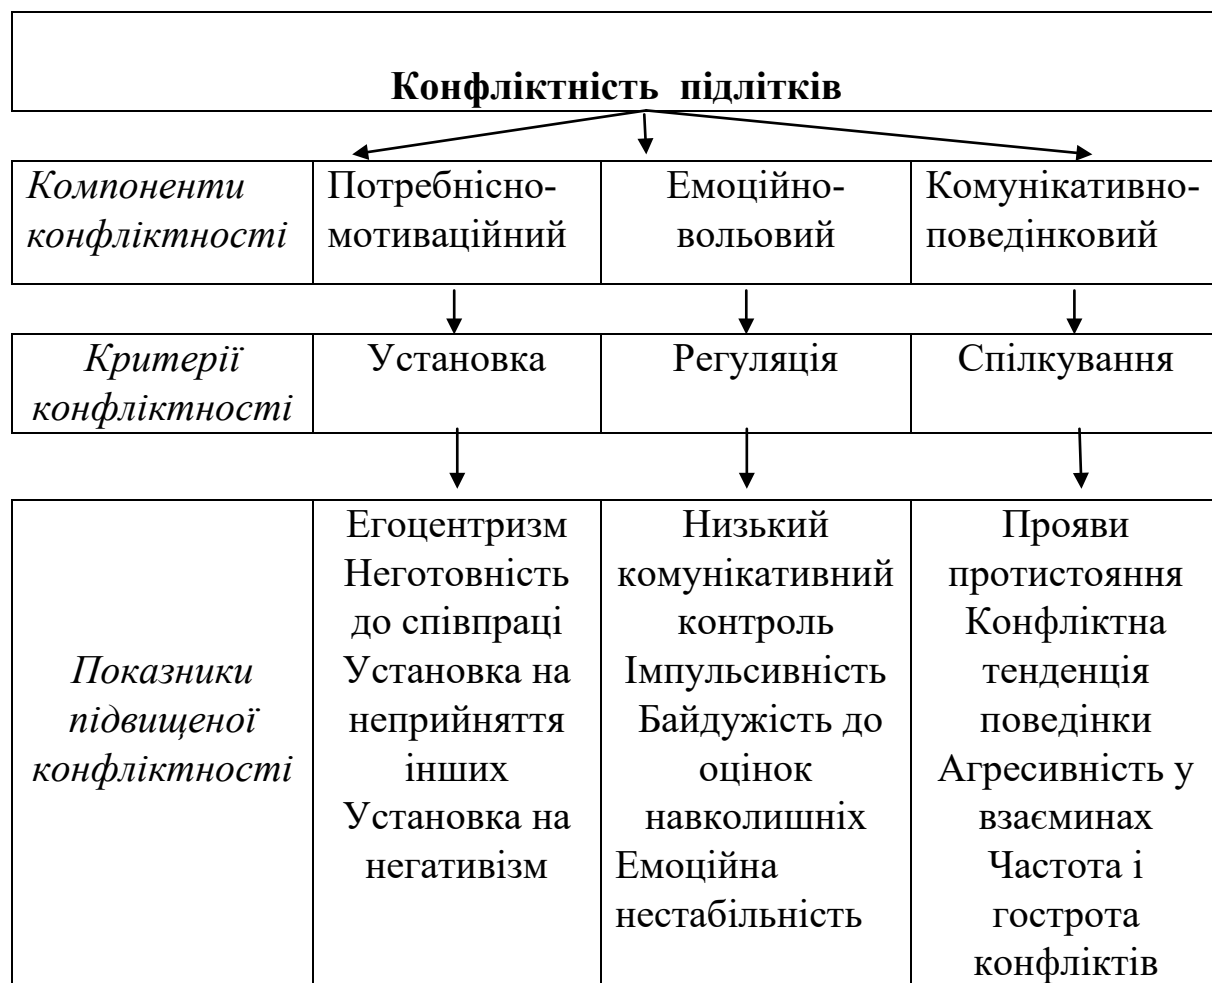 Конфліктність підлітків
Компоненти
конфліктності
Потребнісно-
мотиваційний
Емоційно-
вольовий
Комунікативно-
поведінковий
Критерії
конфліктності
Установка
Регуляція
Спілкування
Показники
підвищеної
конфліктності
Егоцентризм
Неготовність
до співпраці
Установка на
неприйняття
інших
Установка на
негативізм
Низький
комунікативний
контроль
Імпульсивність
Байдужість до
оцінок
навколишніх
Емоційна
нестабільність
Прояви
протистояння
Конфліктна
тенденція
поведінки
Агресивність у
взаєминах
Частота і
гострота
конфліктів